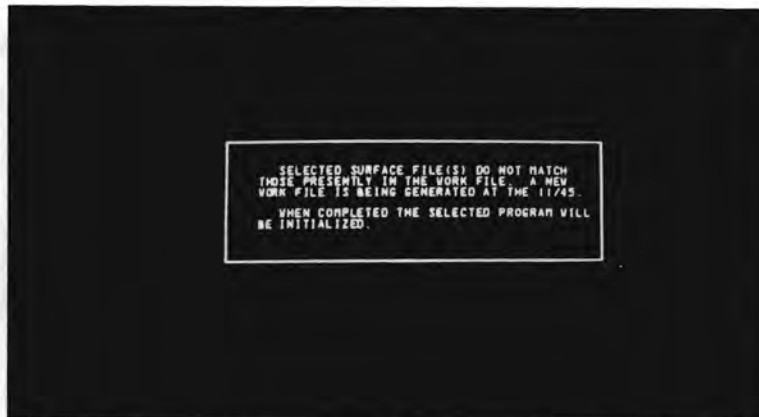 SELECTED SURFACE FILE(S) DO NOT MATCH
THOSE PRESENTLY IN THE WORK FILE. A NEW
WORK FILE IS BEING GENERATED AT THE 11/45.
WHEN COMPLETED THE SELECTED PROGRAM WILL
BE INITIALIZED.